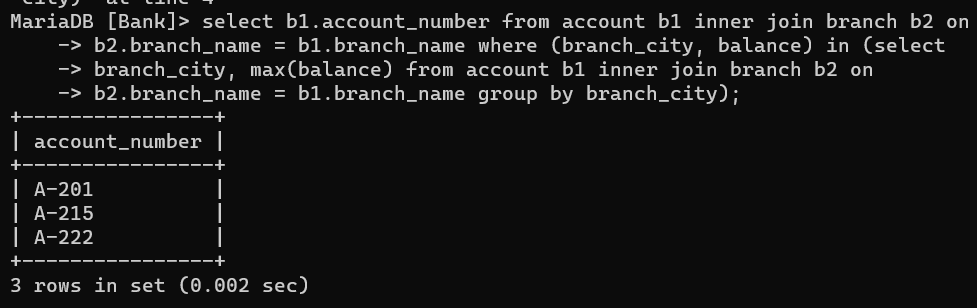 city)' at line 4
MariaDB [Bank]> select b1.account_number from account b1 inner join branch b2 on
    -> b2.branch_name = b1.branch_name where (branch_city, balance) in (select
    -> branch_city, max(balance) from account b1 inner join branch b2 on
    -> b2.branch_name = b1.branch_name group by branch_city);
+----------------+
| account_number |
+----------------+
| A-201          |
| A-215          |
| A-222          |
+----------------+
3 rows in set (0.002 sec)